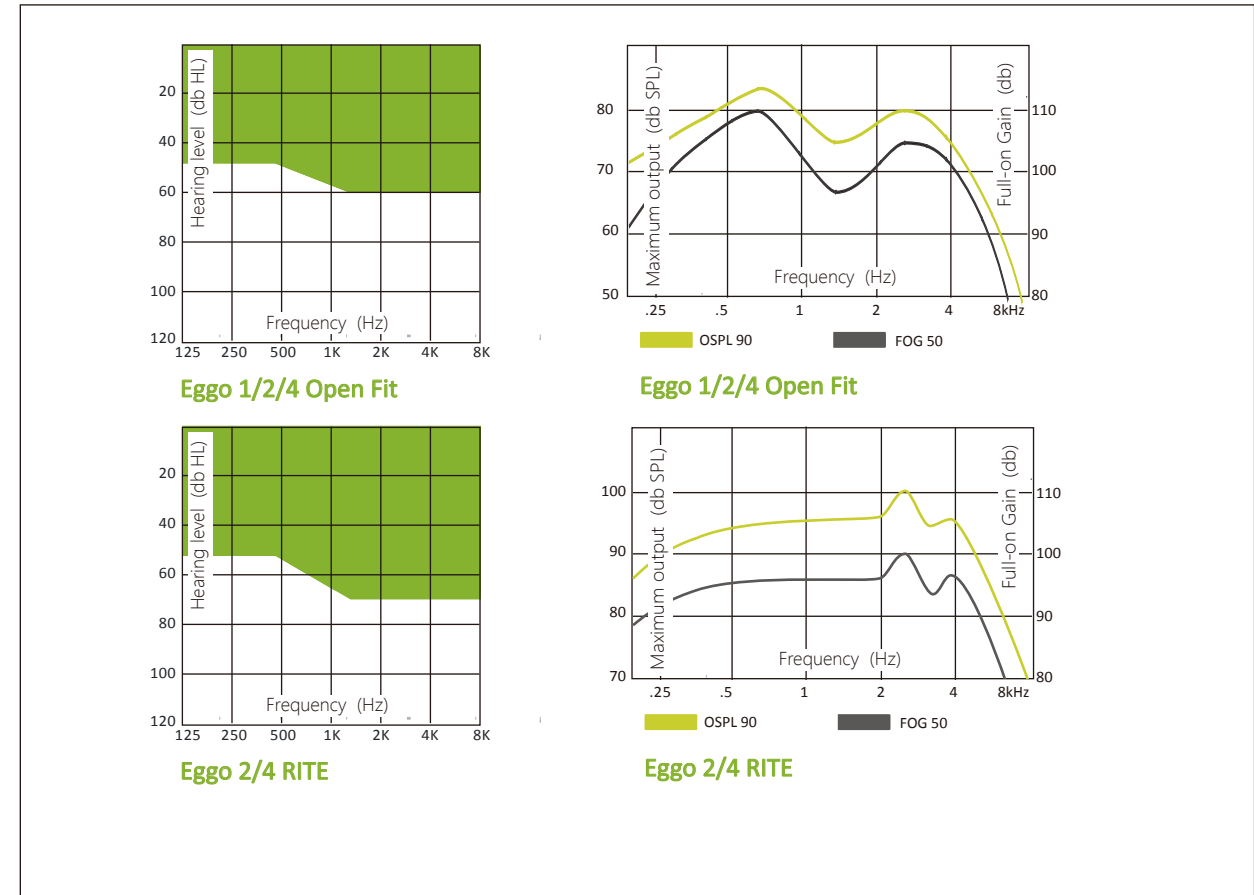 Hearing level (db HL)
20
40
60
80
100
120
Frequency (Hz)
125 250 500 1K 2K 4K 8K
Eggo 1/2/4 Open Fit
Maximum output (db SPL)
80
70
60
50
Full-on Gain (db)
110
100
90
80
Frequency (Hz)
.25 .5 1 2 4 8kHz
OSPL 90 FOG 50
Eggo 1/2/4 Open Fit
Hearing level (db HL)
20
40
60
80
100
120
Frequency (Hz)
125 250 500 1K 2K 4K 8K
Eggo 2/4 RITE
Maximum output (db SPL)
100
90
80
70
Full-on Gain (db)
110
100
90
80
Frequency (Hz)
.25 .5 1 2 4 8kHz
OSPL 90 FOG 50
Eggo 2/4 RITE